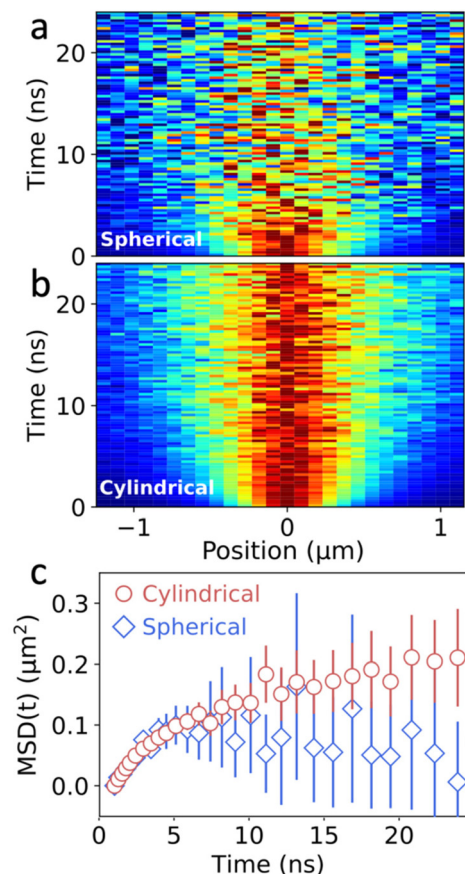 a
Time (ns)
20
10
0
Spherical
b
Time (ns)
20
10
0
Cylindrical
−1
0
1
Position (μm)
c
MSD(t) (μm²)
0.3
0.2
0.1
0.0
Cylindrical
Spherical
0
5
10
15
20
Time (ns)